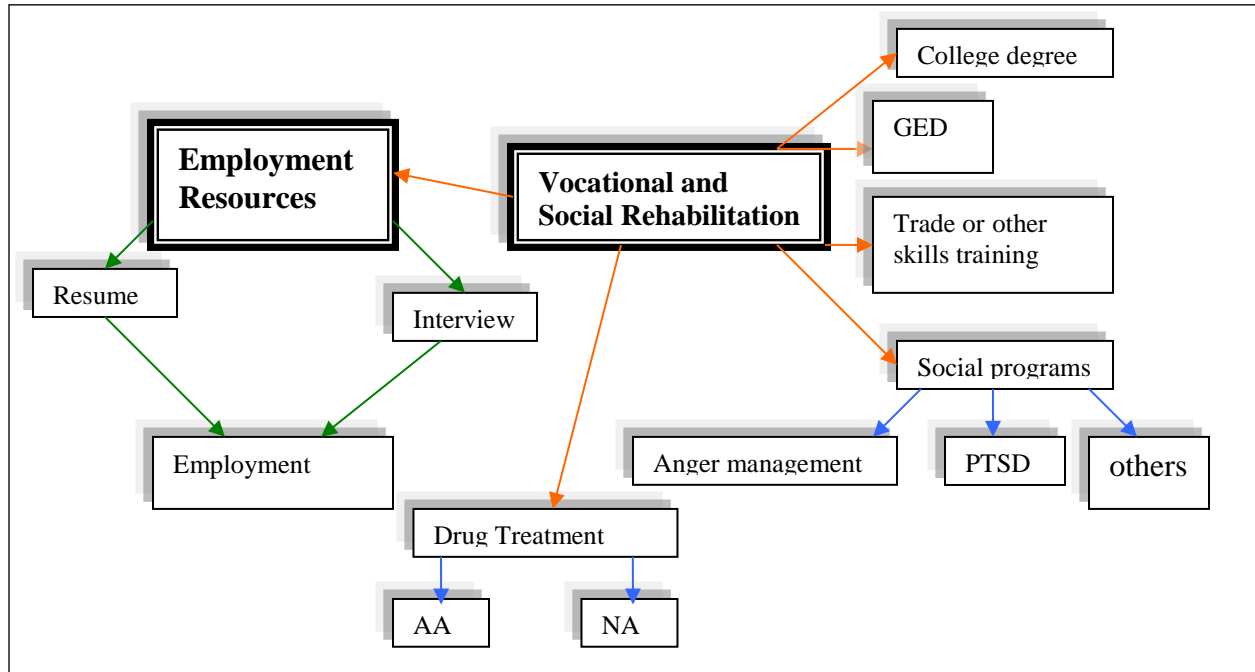 College degree
GED
Employment
Resources
Vocational and
Social Rehabilitation
Trade or other
skills training
Resume
Interview
Social programs
Employment
Anger management
PTSD
others
Drug Treatment
AA
NA